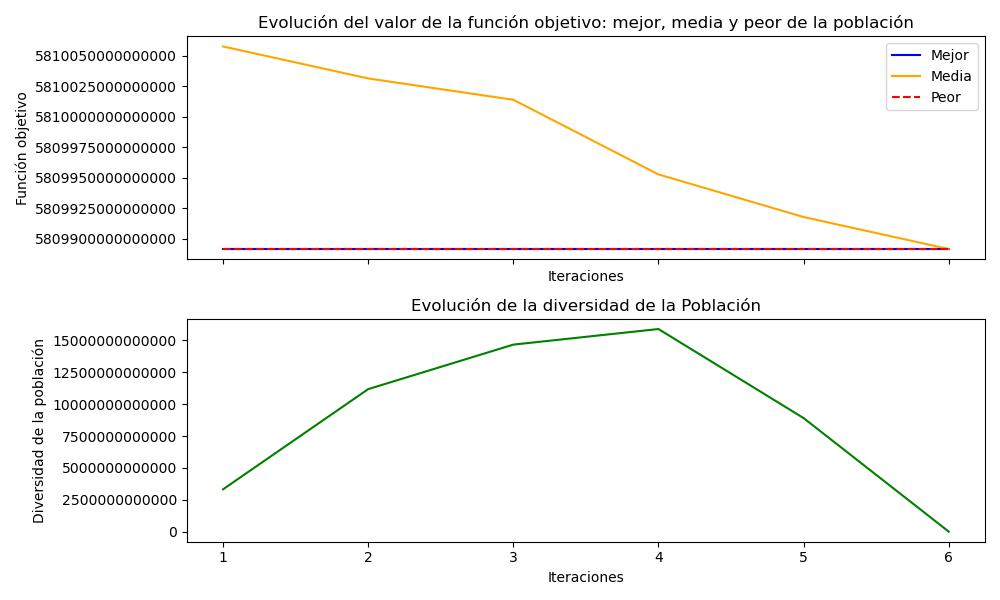 Evolución del valor de la función objetivo: mejor, media y peor de la población
Función objetivo
5810050000000000
5810025000000000
5810000000000000
5809975000000000
5809950000000000
5809925000000000
5809900000000000
Mejor
Media
Peor
Iteraciones
Evolución de la diversidad de la Población
Diversidad de la población
15000000000000
12500000000000
10000000000000
7500000000000
5000000000000
2500000000000
0
1 2 3 4 5 6
Iteraciones